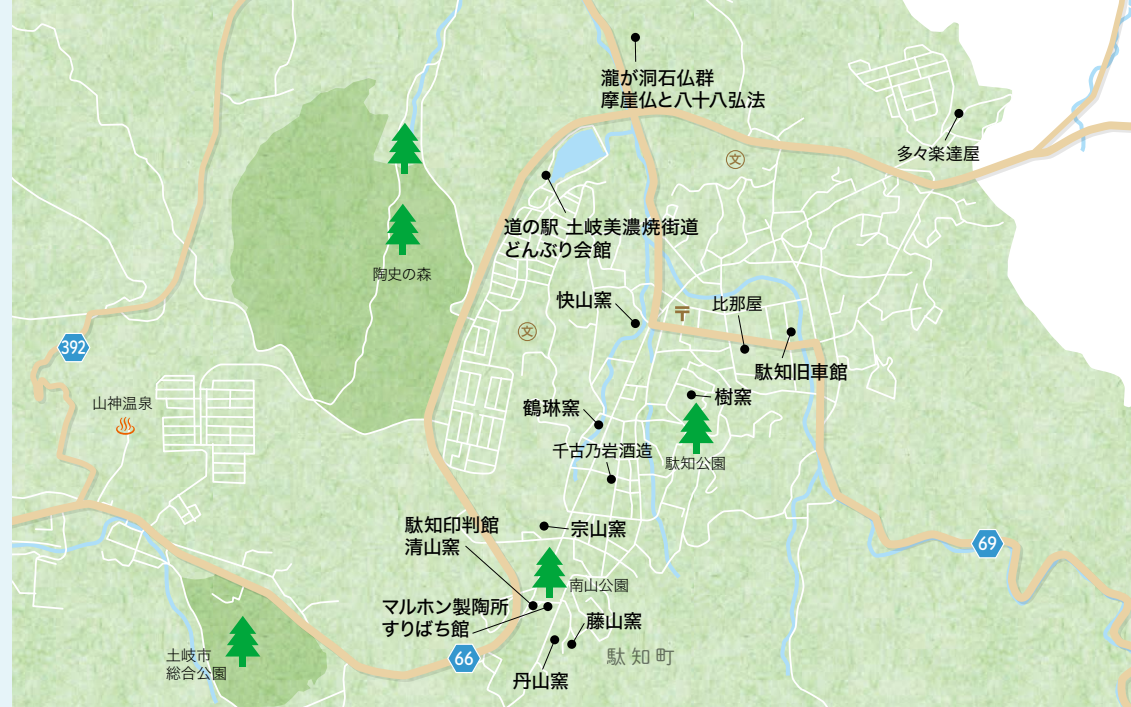 瀧が洞石仏群
摩崖仏と八十八弘法
文
多々楽達屋
道の駅 土岐美濃焼街道
どんぶり会館
陶史の森
快山窯
〒
比那屋
文
392
駄知旧車館
樹窯
山神温泉
鶴琳窯
千古乃岩酒造
駄知公園
駄知印判館
清山窯
宗山窯
69
南山公園
マルホン製陶所
すりばち館
藤山窯
土岐市
総合公園
66
駄知町
丹山窯